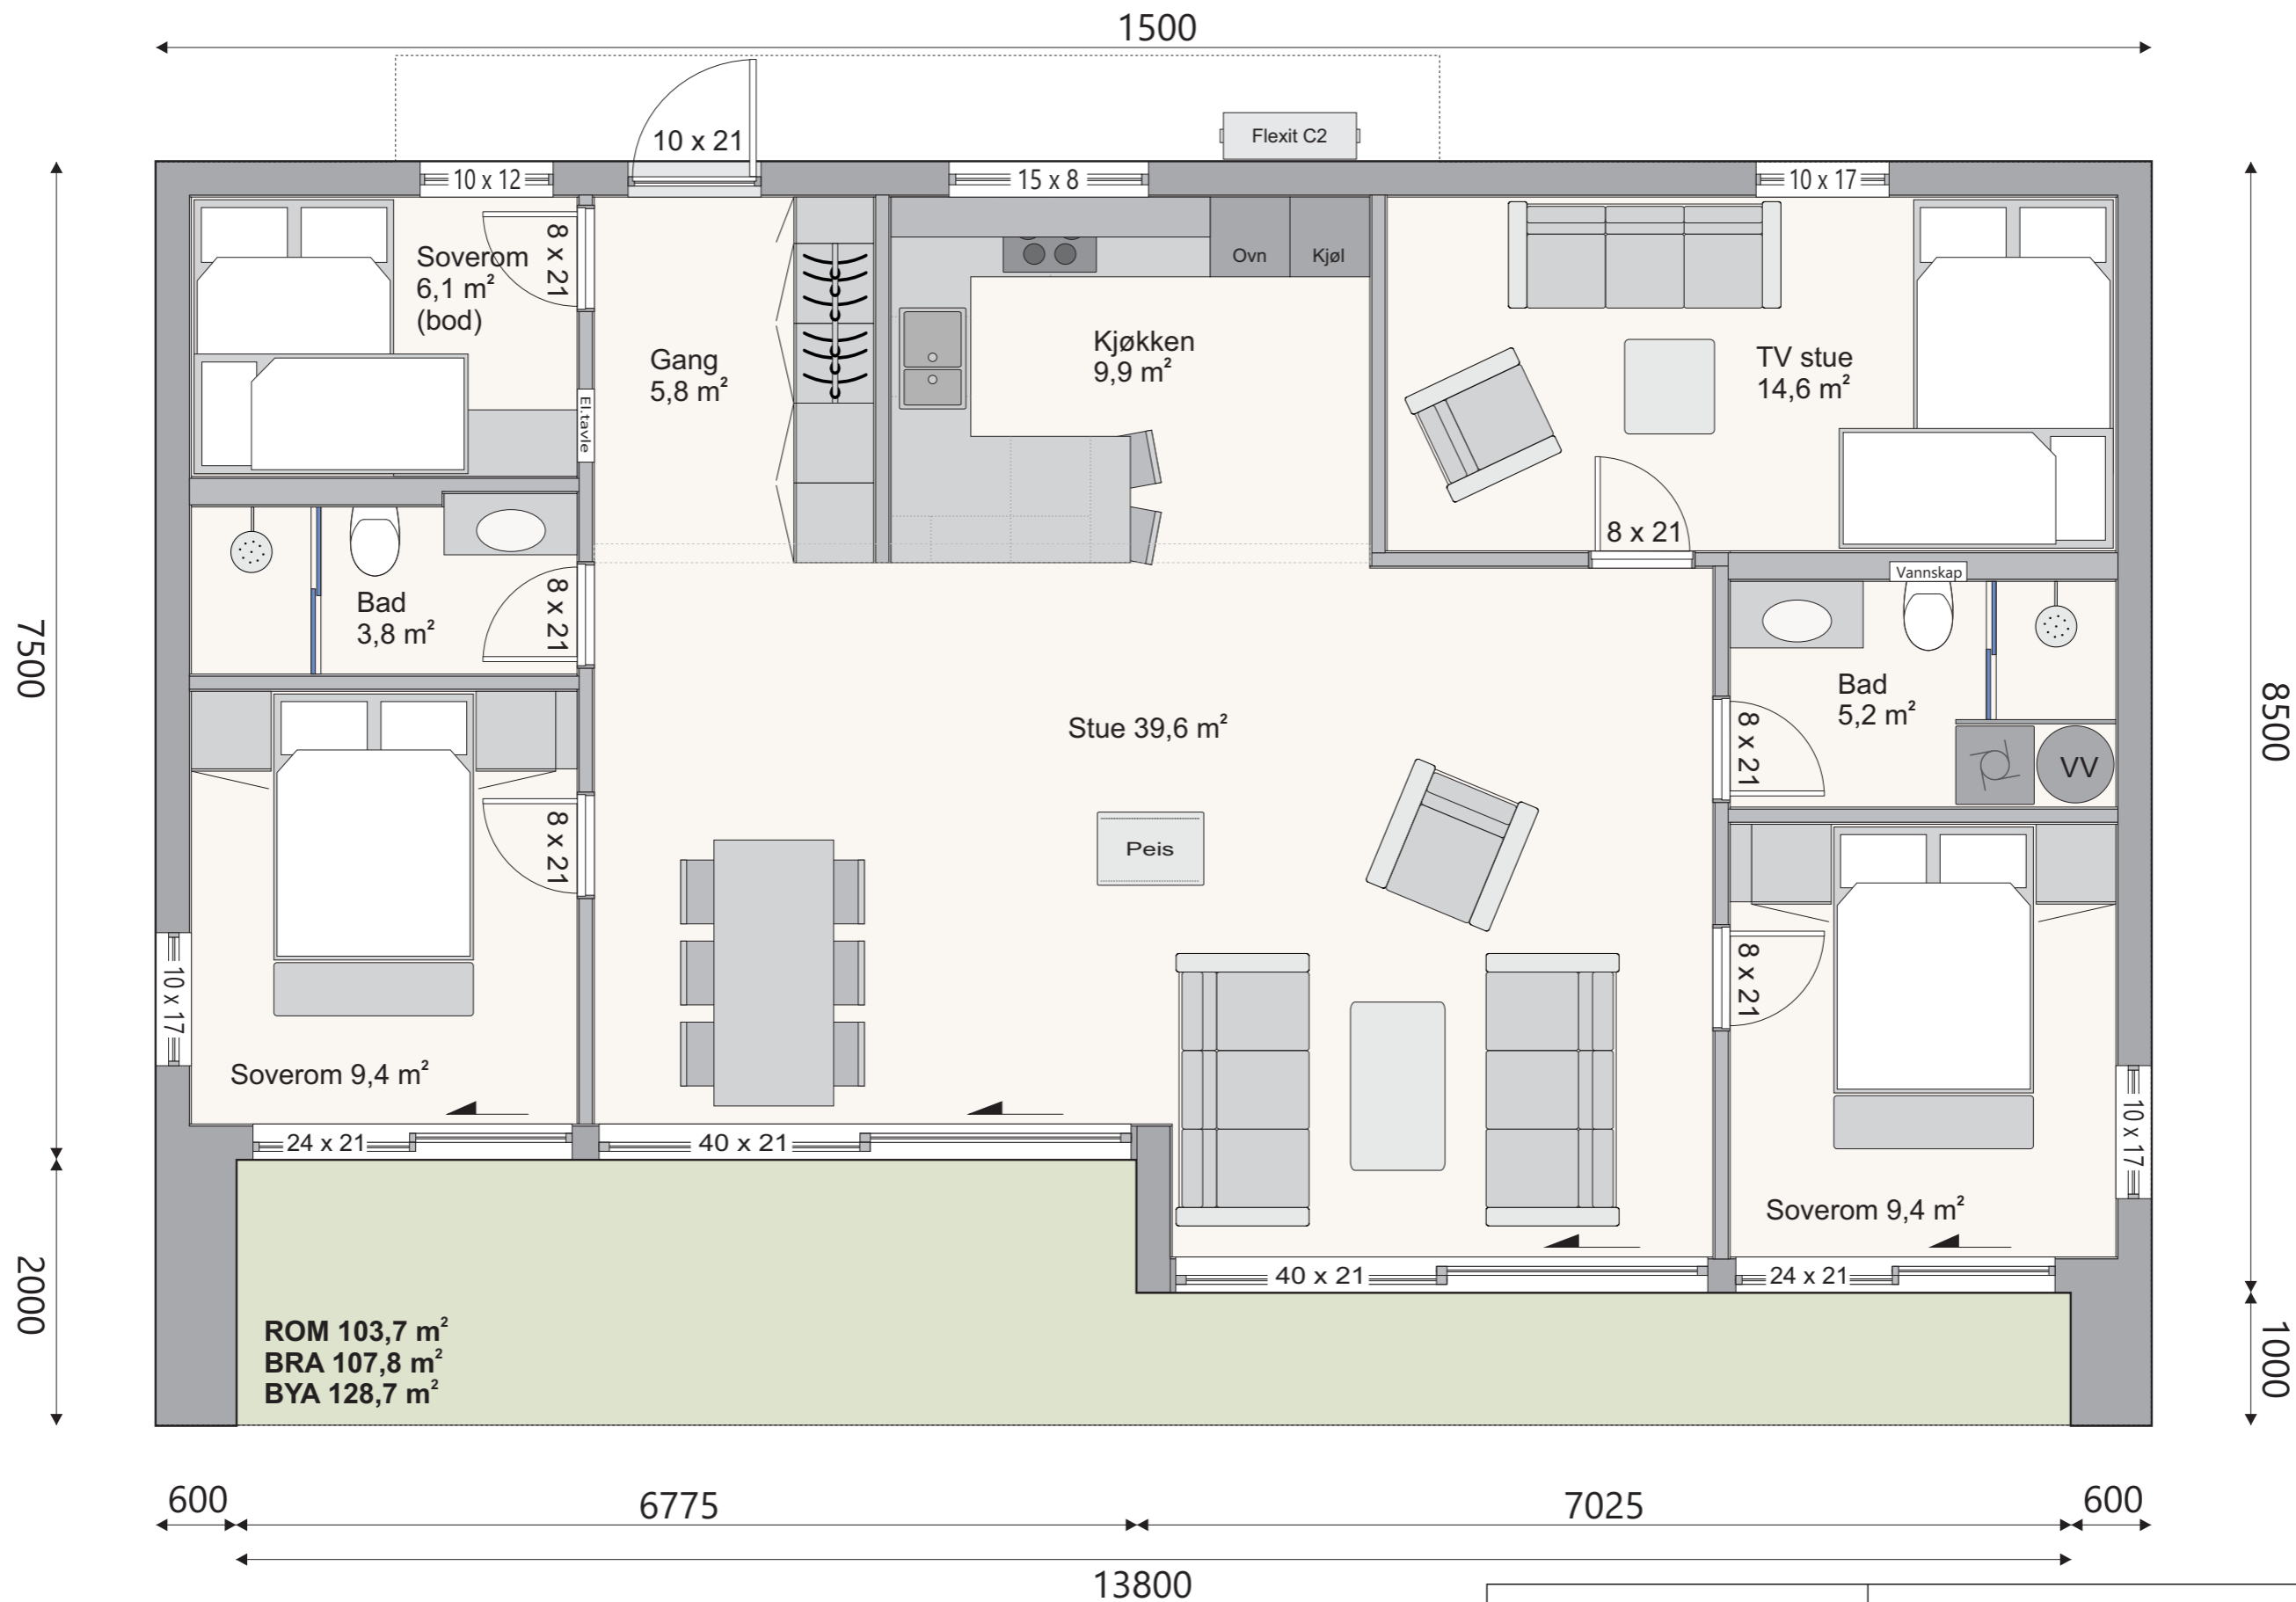 1500
10 x 21
Flexit C2
10 x 12
15 x 8
10 x 17
Soverom
6,1 m²
(bod)
8 x 21
Gang
5,8 m²
El.tavle
Ovn
Kjøl
Kjøkken
9,9 m²
TV stue
14,6 m²
8 x 21
Vannskap
Bad
3,8 m²
8 x 21
7500
8500
Bad
5,2 m²
8 x 21
VV
Stue 39,6 m²
Peis
8 x 21
8 x 21
10 x 17
Soverom 9,4 m²
10 x 17
24 x 21
40 x 21
Soverom 9,4 m²
40 x 21
24 x 21
2000
1000
ROM 103,7 m²
BRA 107,8 m²
BYA 128,7 m²
600
6775
7025
600
13800